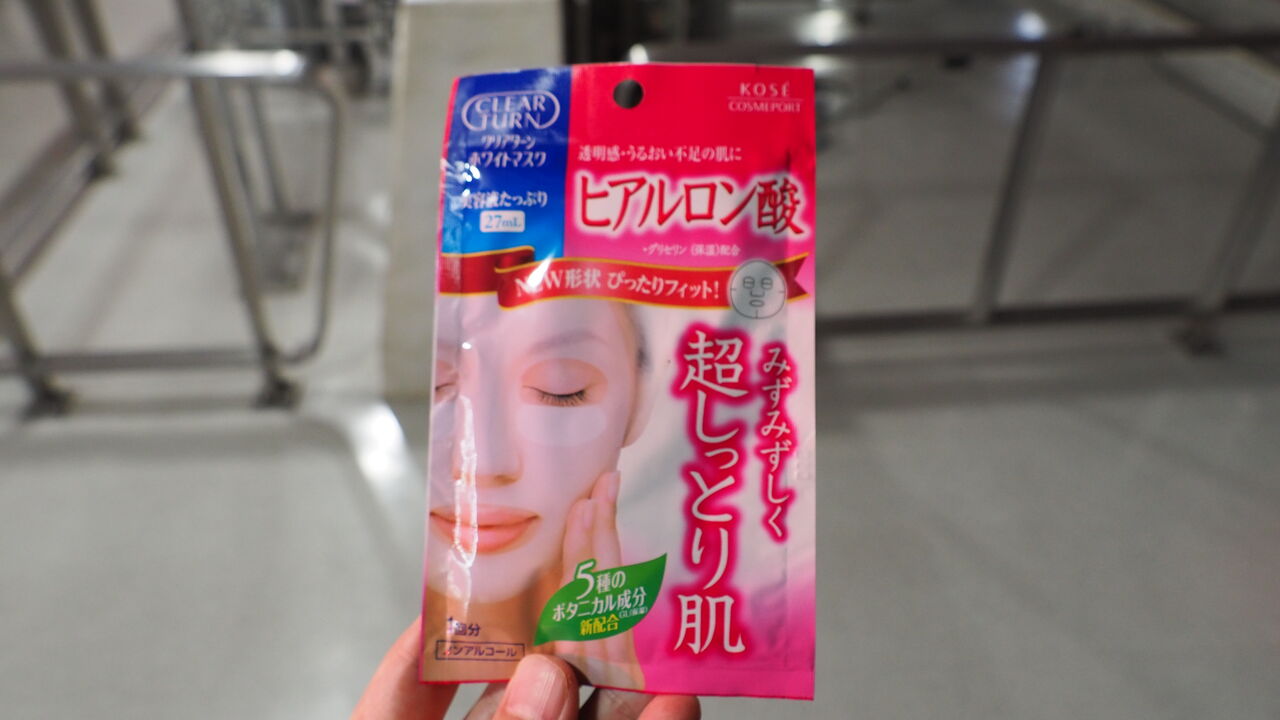 CLEAR
TURN
クリアターン
ホワイトマスク
美容液たっぷり
27mL
KOSÉ
COSMEPORT
透明感・うるおい不足の肌に
ヒアルロン酸
・グリセリン(保湿)配合
NEW形状 ぴったりフィット!
みずみずしく
超しっとり肌
5種の
ボタニカル成分
新配合
1回分
ノンアルコール